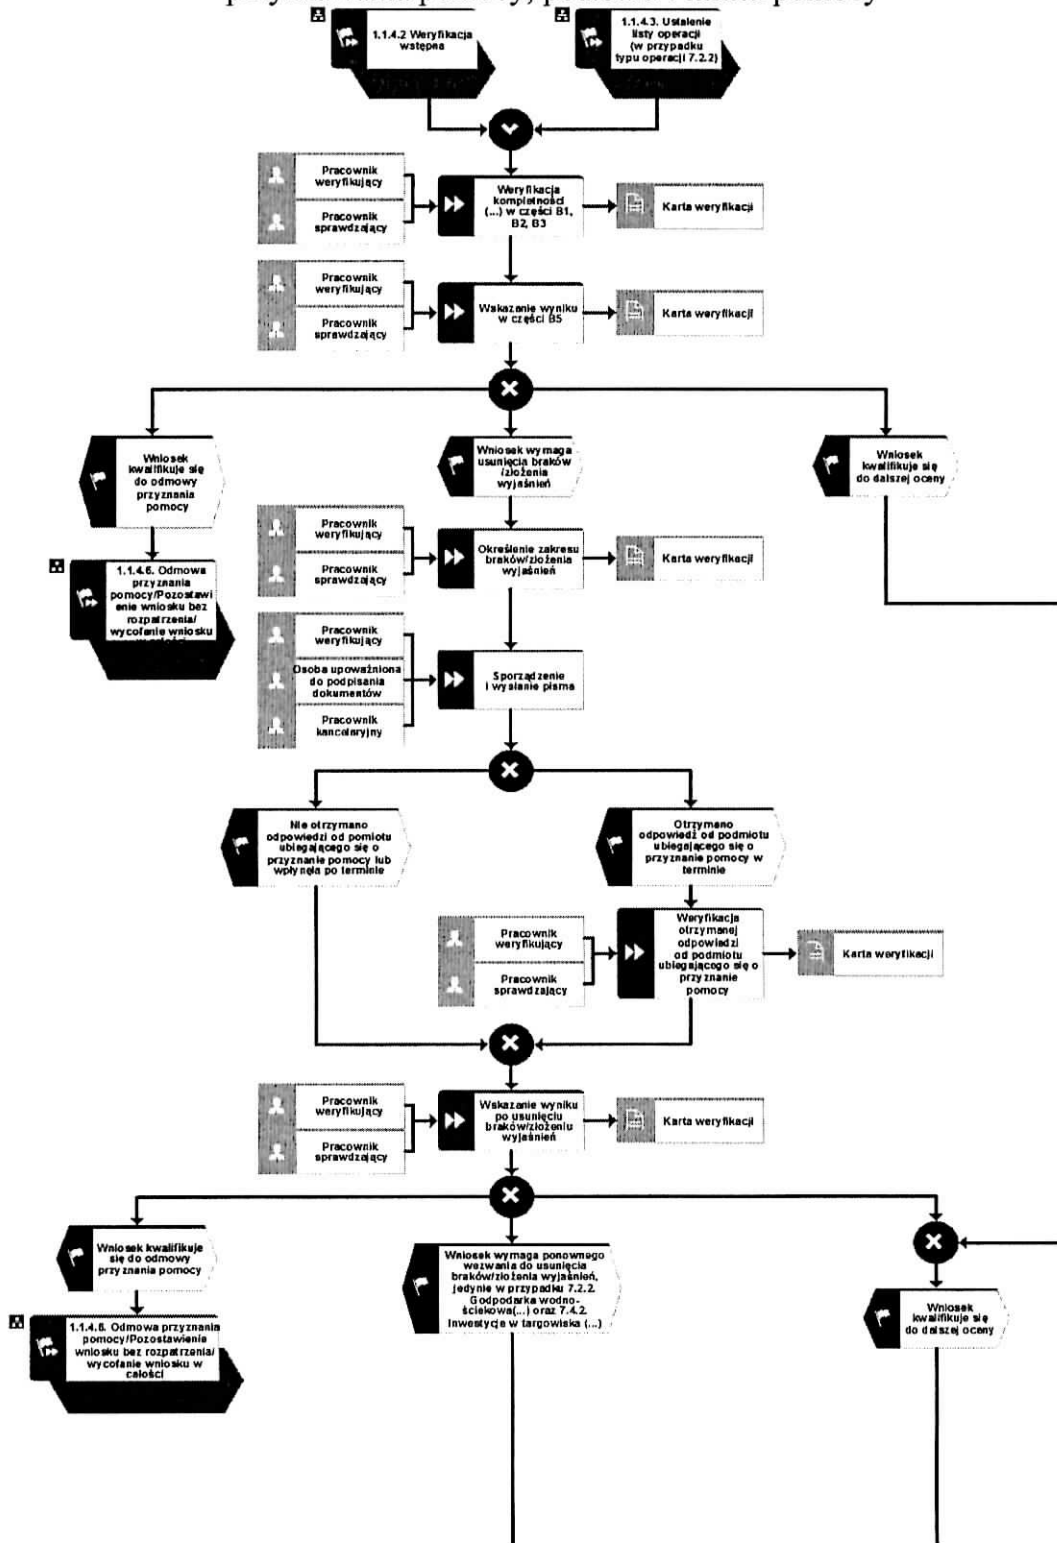 1.1.4.2 Weryfikacja
wstępna
1.1.4.3. Ustalenie
listy operacji
(w przypadku
typu operacji 7.2.2)
Pracownik
weryfikujący
Pracownik
sprawdzający
Weryfikacja
kompletności
(...) w części B1,
B2, B3
Karta weryfikacji
Pracownik
weryfikujący
Pracownik
sprawdzający
Wskazanie wyniku
w części B5
Karta weryfikacji
Wniosek
kwalifikuje się
do odmowy
przyznania
pomocy
Wniosek wymaga
usunięcia braków
/złożenia
wyjaśnień
Wniosek
kwalifikuje się
do dalszej oceny
1.1.4.6. Odmowa
przyznania
pomocy/Pozostawi
enie wniosku bez
rozpatrzenia/
wycofanie wniosku
Pracownik
weryfikujący
Pracownik
sprawdzający
Określenie zakresu
braków/złożenia
wyjaśnień
Karta weryfikacji
Pracownik
weryfikujący
Osoba upoważniona
do podpisania
dokumentów
Pracownik
kancelaryjny
Sporządzenie
i wysłanie pisma
Nie otrzymano
odpowiedzi od pomiotu
ubiegającego się o
przyznanie pomocy lub
wpłynęła po terminie
Otrzymano
odpowiedź od podmiotu
ubiegającego się o
przyznanie pomocy w
terminie
Pracownik
weryfikujący
Pracownik
sprawdzający
Weryfikacja
otrzymanej
odpowiedzi
od podmiotu
ubiegającego się o
przyznanie
pomocy
Karta weryfikacji
Pracownik
weryfikujący
Pracownik
sprawdzający
Wskazanie wyniku
po usunięciu
braków/złożeniu
wyjaśnień
Karta weryfikacji
Wniosek kwalifikuje
się do odmowy
przyznania pomocy
Wniosek wymaga ponownego
wezwania do usunięcia
braków/złożenia wyjaśnień,
jedynie w przypadku 7.2.2.
Godpodarka wodno-
ściekowa(...) oraz 7.4.2.
Inwestycje w targowiska (...)
Wniosek
kwalifikuje się
do dalszej oceny
1.1.4.6. Odmowa przyznania
pomocy/Pozostawienie
wniosku bez rozpatrzenia/
wycofanie wniosku w
całości